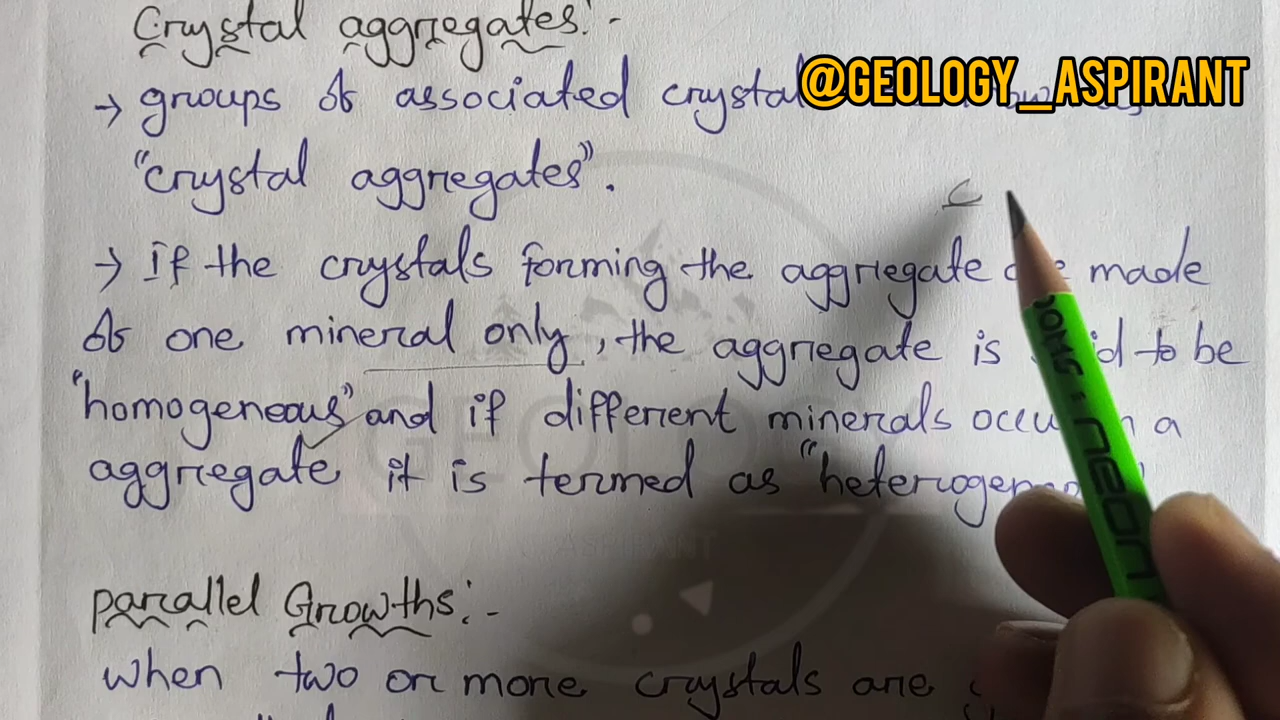 Crystal aggregates:-
@GEOLOGY_ASPIRANT
→ groups of associated crystal
"crystal aggregates".
c
→ If the crystals forming the aggregate made
of one mineral only, the aggregate is to be
"homogeneous" and if different minerals a
aggregate it is termed as
GEOLOGY
ASPIRANT
parallel Growths:-
when two or more crystals are